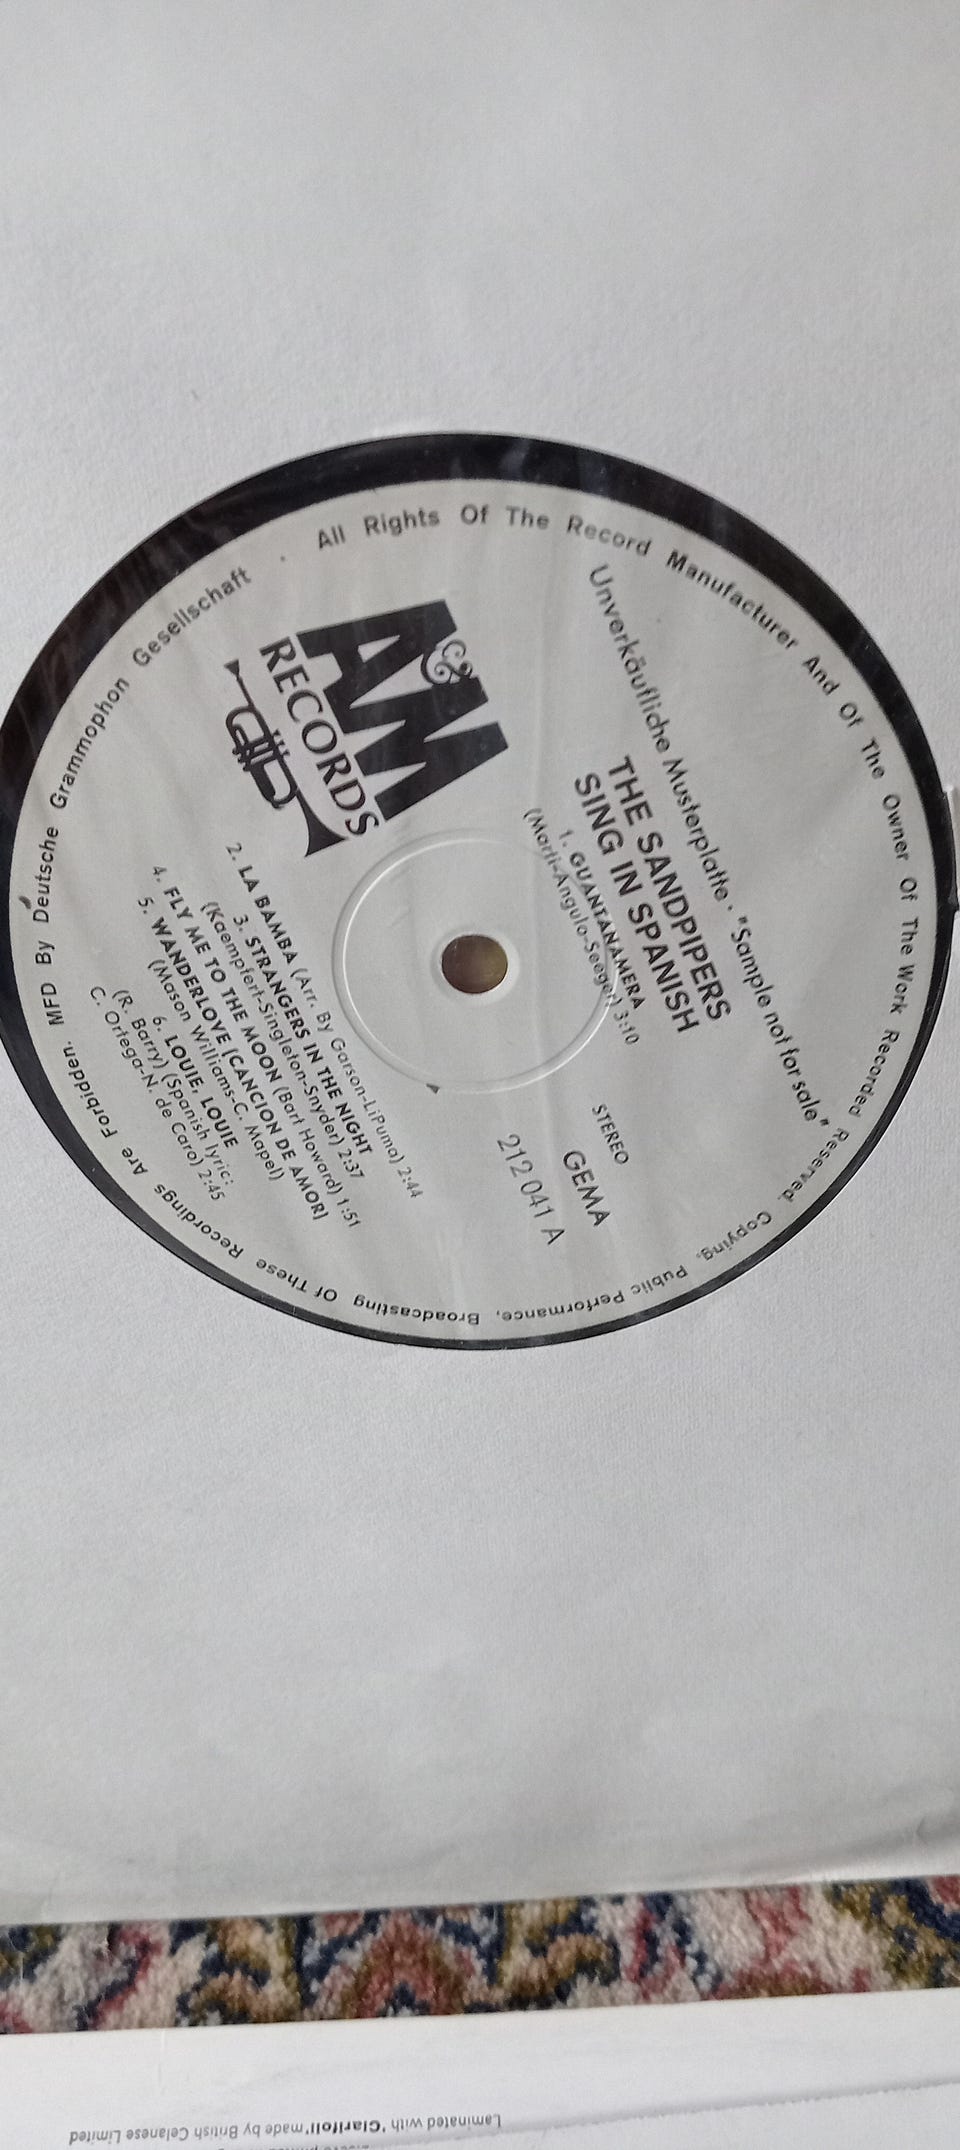 All Rights Of The Record Manufacturer And Of The Owner Of The Work Recorded Reserved. Copying, Public Performance, Broadcasting Of These Recordings Are Forbidden. MFD By Deutsche Grammophon Gesellschaft .
Unverkäufliche Musterplatte · "Sample not for sale"
THE SANDPIPERS
SING IN SPANISH
1. GUANTANAMERA
(Marti-Angulo-Seeger) 3:10
A&M
RECORDS
STEREO
GEMA
212 041 A
2. LA BAMBA (Arr. By Garson-LiPuma) 2:44
3. STRANGERS IN THE NIGHT
(Kaempfert-Singleton-Snyder) 2:37
4. FLY ME TO THE MOON (Bart Howard) 1:51
5. WANDERLOVE (CANCION DE AMOR)
(Mason Williams-C. Mapel)
6. LOUIE, LOUIE
(R. Barry) (Spanish lyric:
C. Ortega-N. de Caro) 2:45
Laminated with 'Clarifoil' made by British Celanese Limited